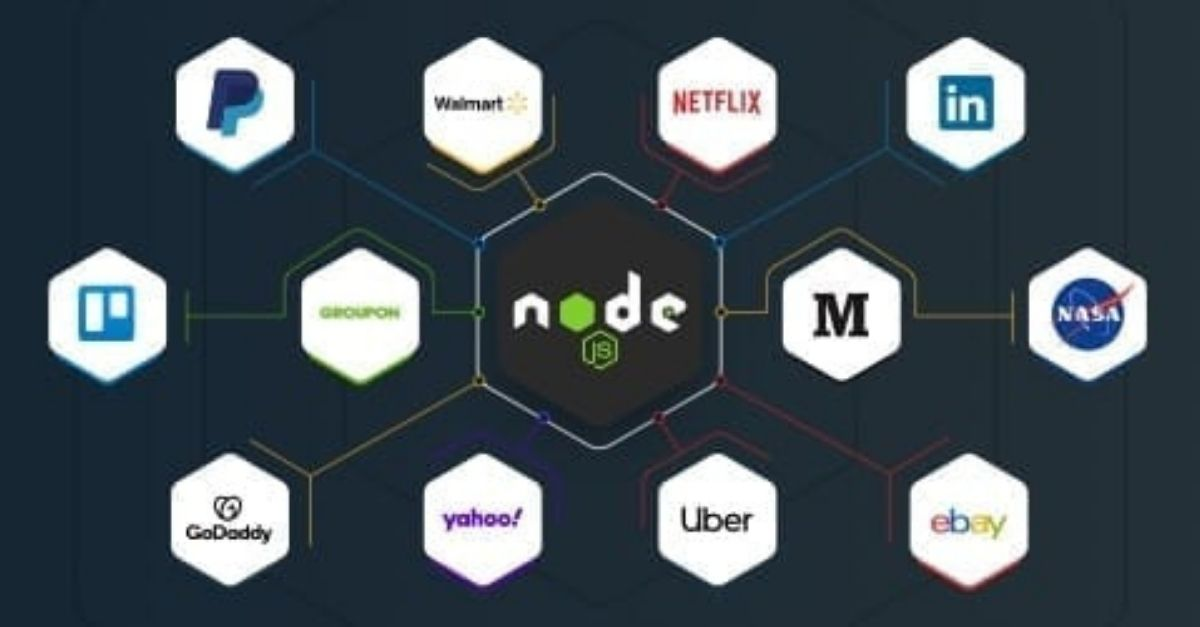 P
Walmart
NETFLIX
in
GROUPON
node
JS
M
NASA
GoDaddy
yahoo!
Uber
ebay